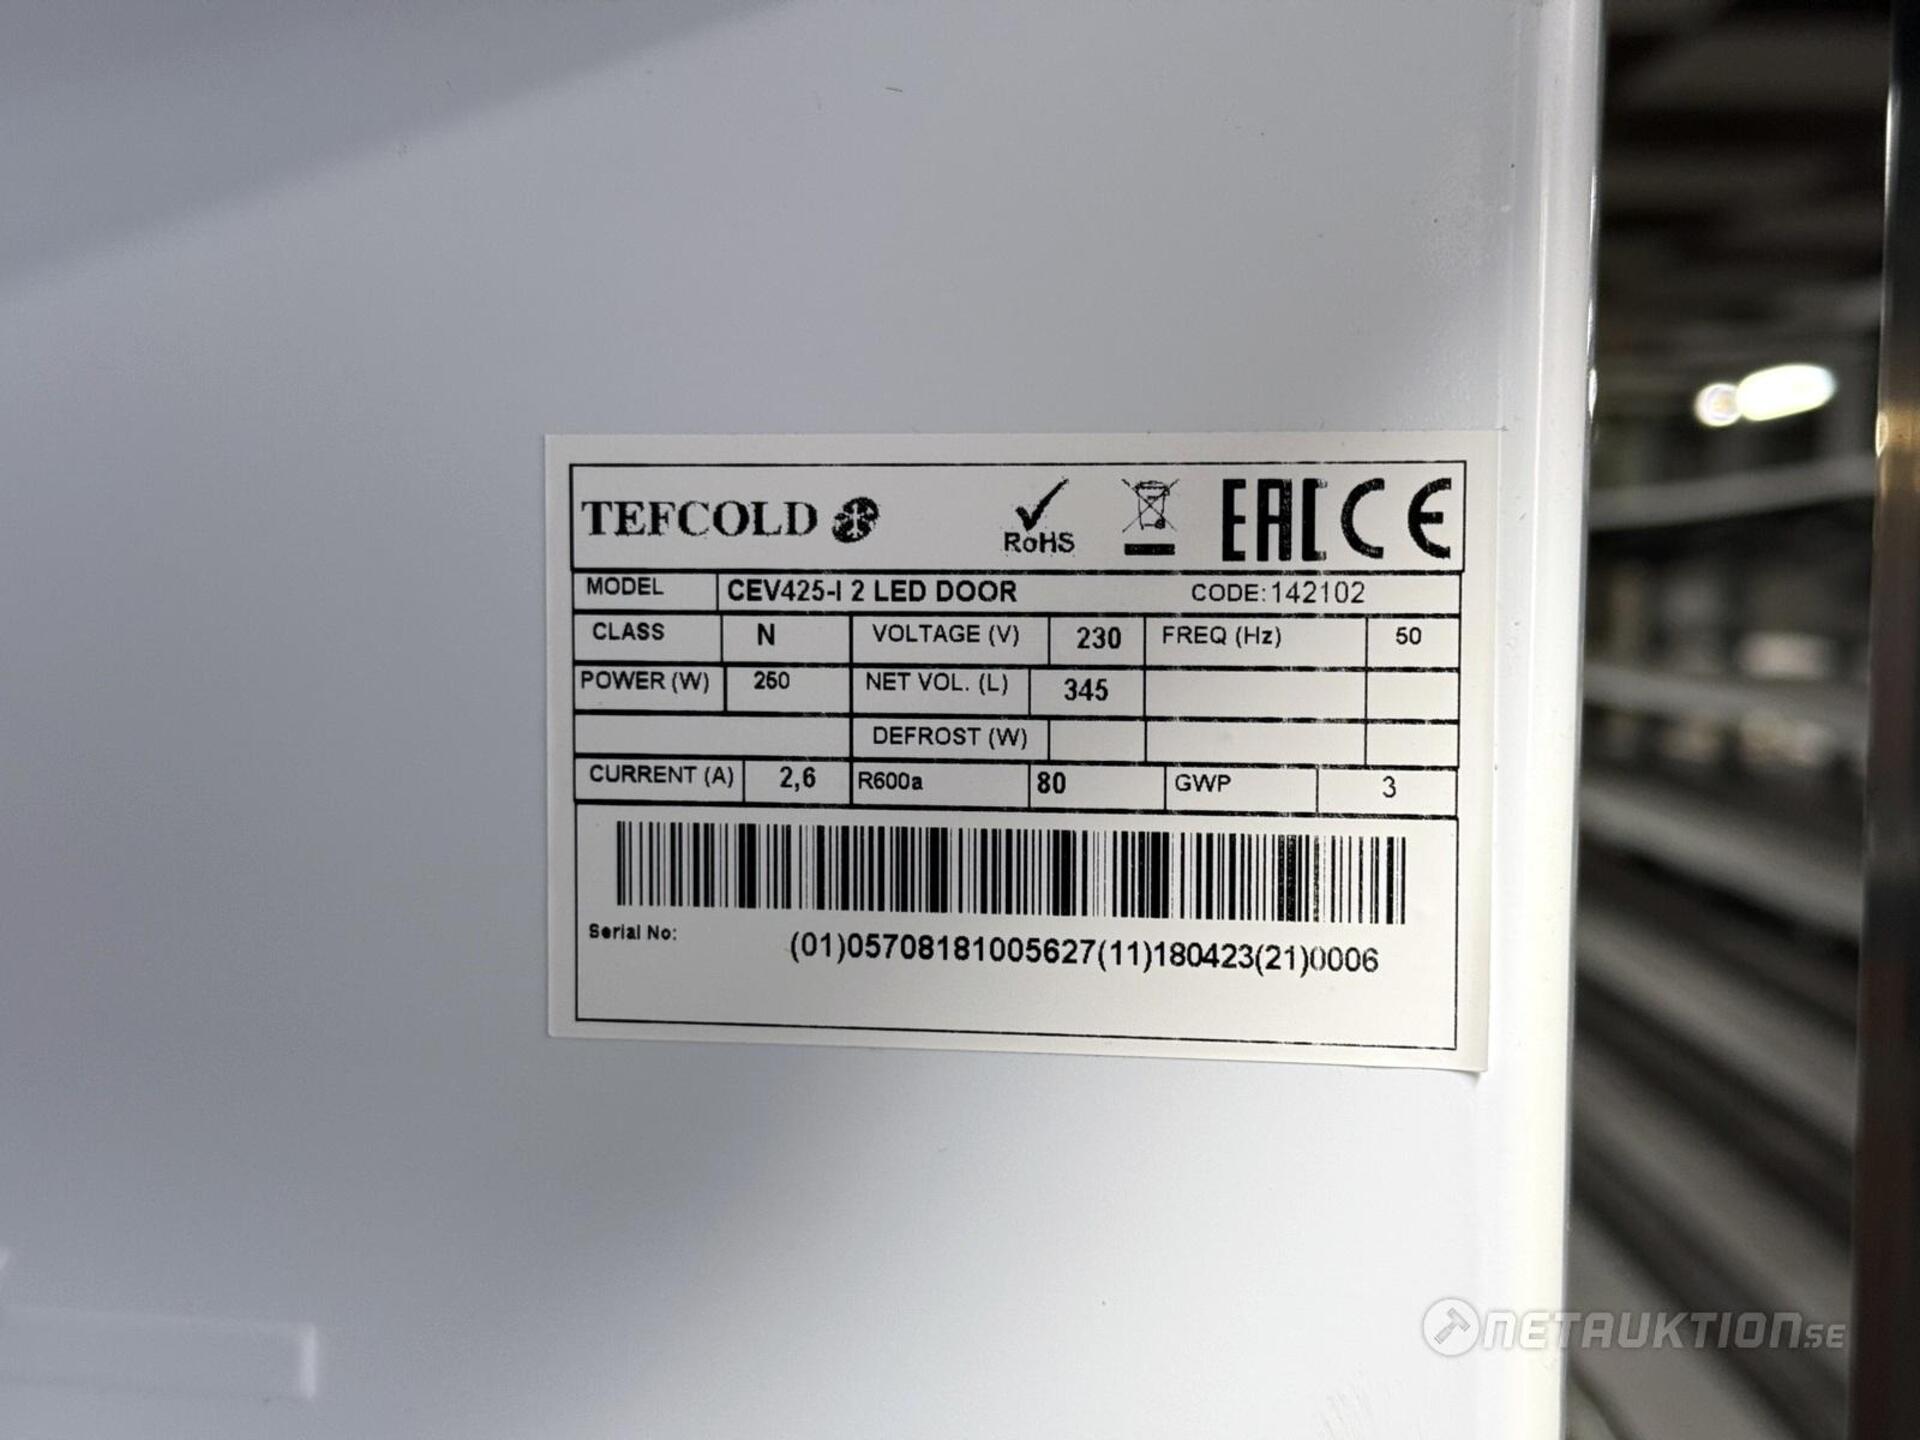 TEFCOLD RoHS EAC CE
MODEL CEV425-I 2 LED DOOR CODE:142102
CLASS N VOLTAGE (V) 230 FREQ (Hz) 50
POWER (W) 250 NET VOL. (L) 345
DEFROST (W)
CURRENT (A) 2,6 R600a 80 GWP 3
Serial No: (01)05708181005627(11)180423(21)0006
NETAUKTION.SE